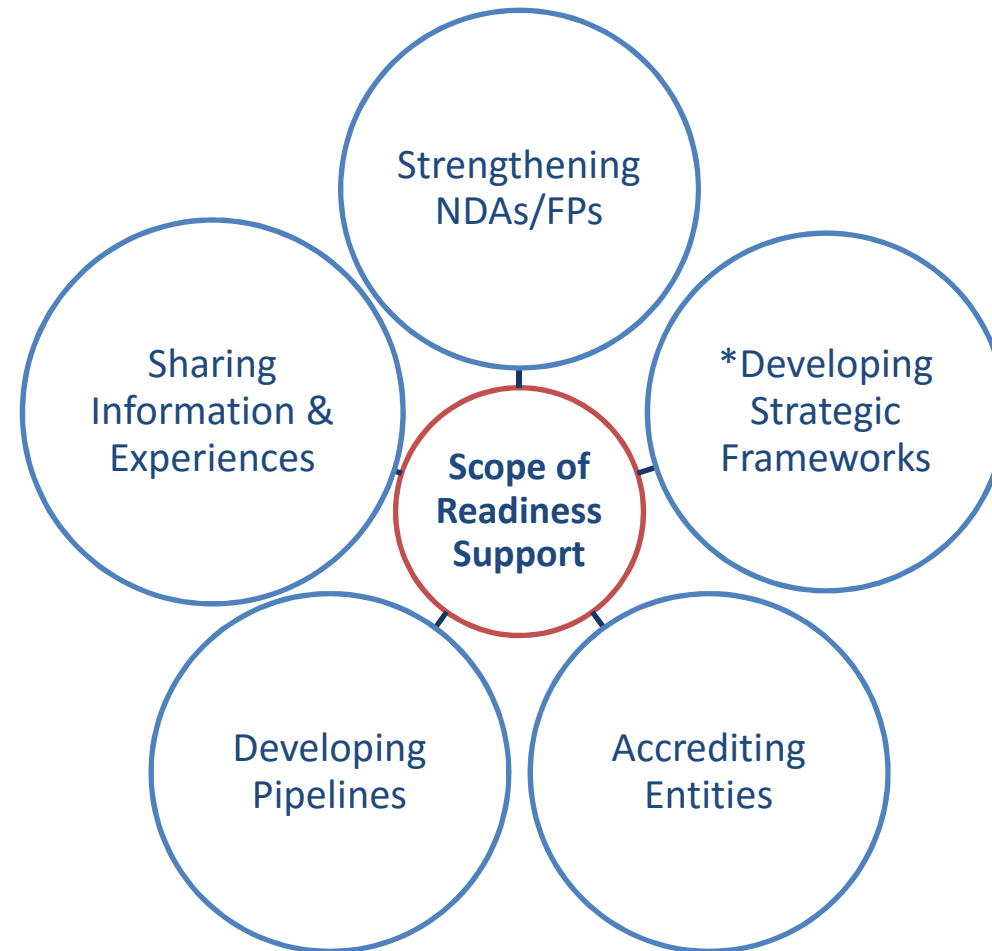 Strengthening
NDAs/FPs
*Developing
Strategic
Frameworks
Accrediting
Entities
Developing
Pipelines
Sharing
Information &
Experiences
Scope of
Readiness
Support